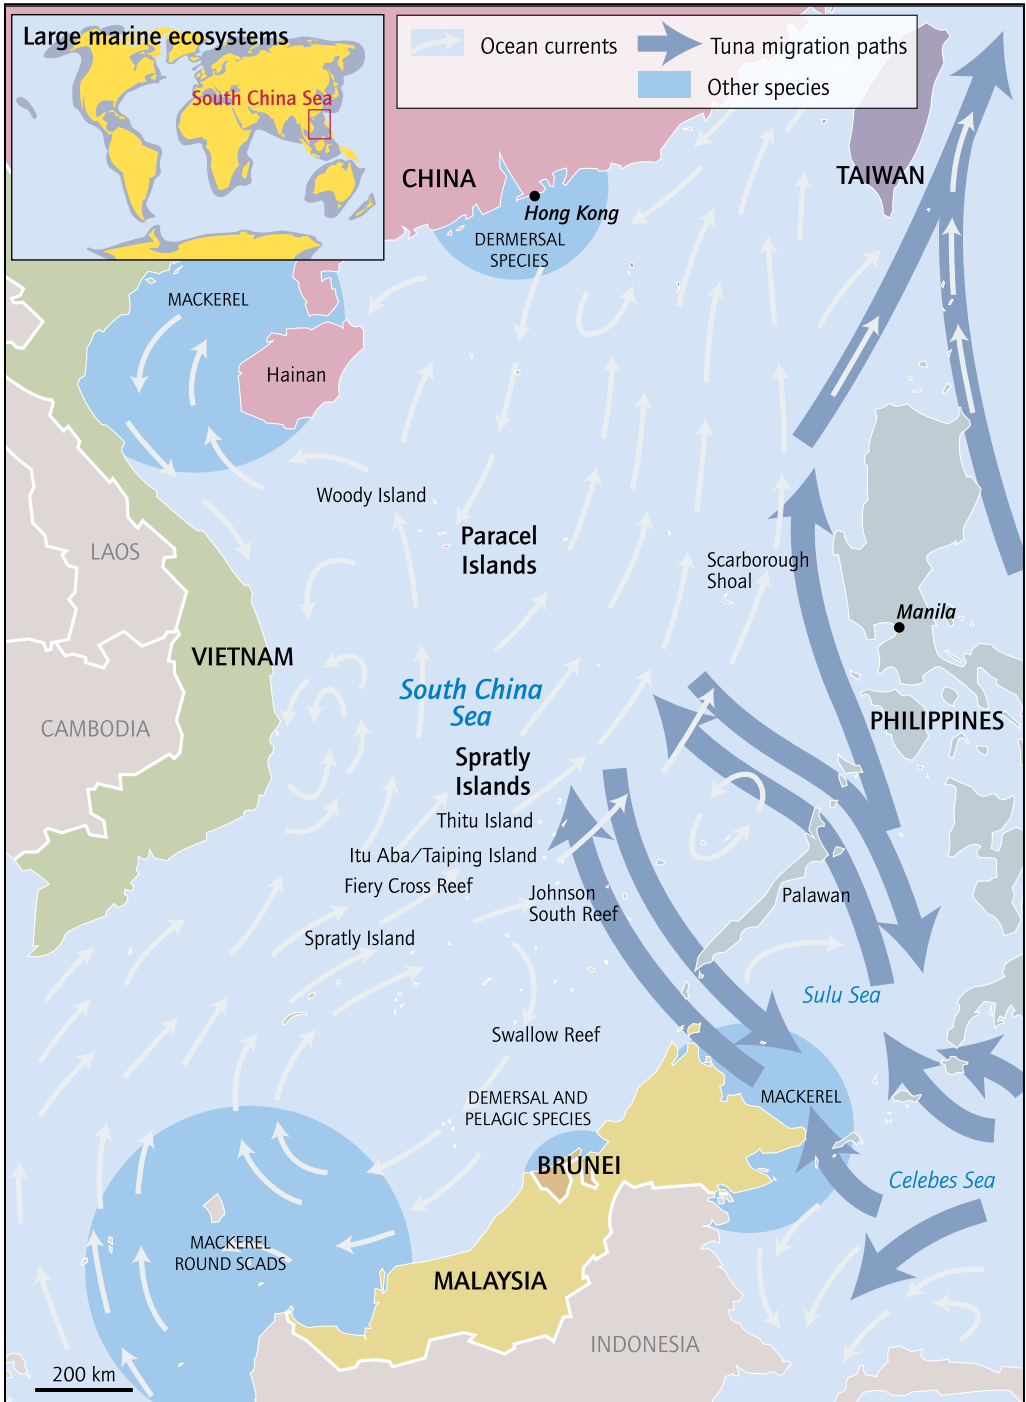 Large marine ecosystems
South China Sea
Ocean currents
Tuna migration paths
Other species
CHINA
TAIWAN
Hong Kong
DERMERSAL
SPECIES
MACKEREL
Hainan
Woody Island
Paracel
Islands
LAOS
Scarborough
Shoal
Manila
VIETNAM
South China
Sea
CAMBODIA
PHILIPPINES
Spratly
Islands
Thitu Island
Itu Aba/Taiping Island
Fiery Cross Reef
Johnson
South Reef
Palawan
Spratly Island
Sulu Sea
Swallow Reef
DEMERSAL AND
PELAGIC SPECIES
MACKEREL
BRUNEI
Celebes Sea
MACKEREL
ROUND SCADS
MALAYSIA
INDONESIA
200 km